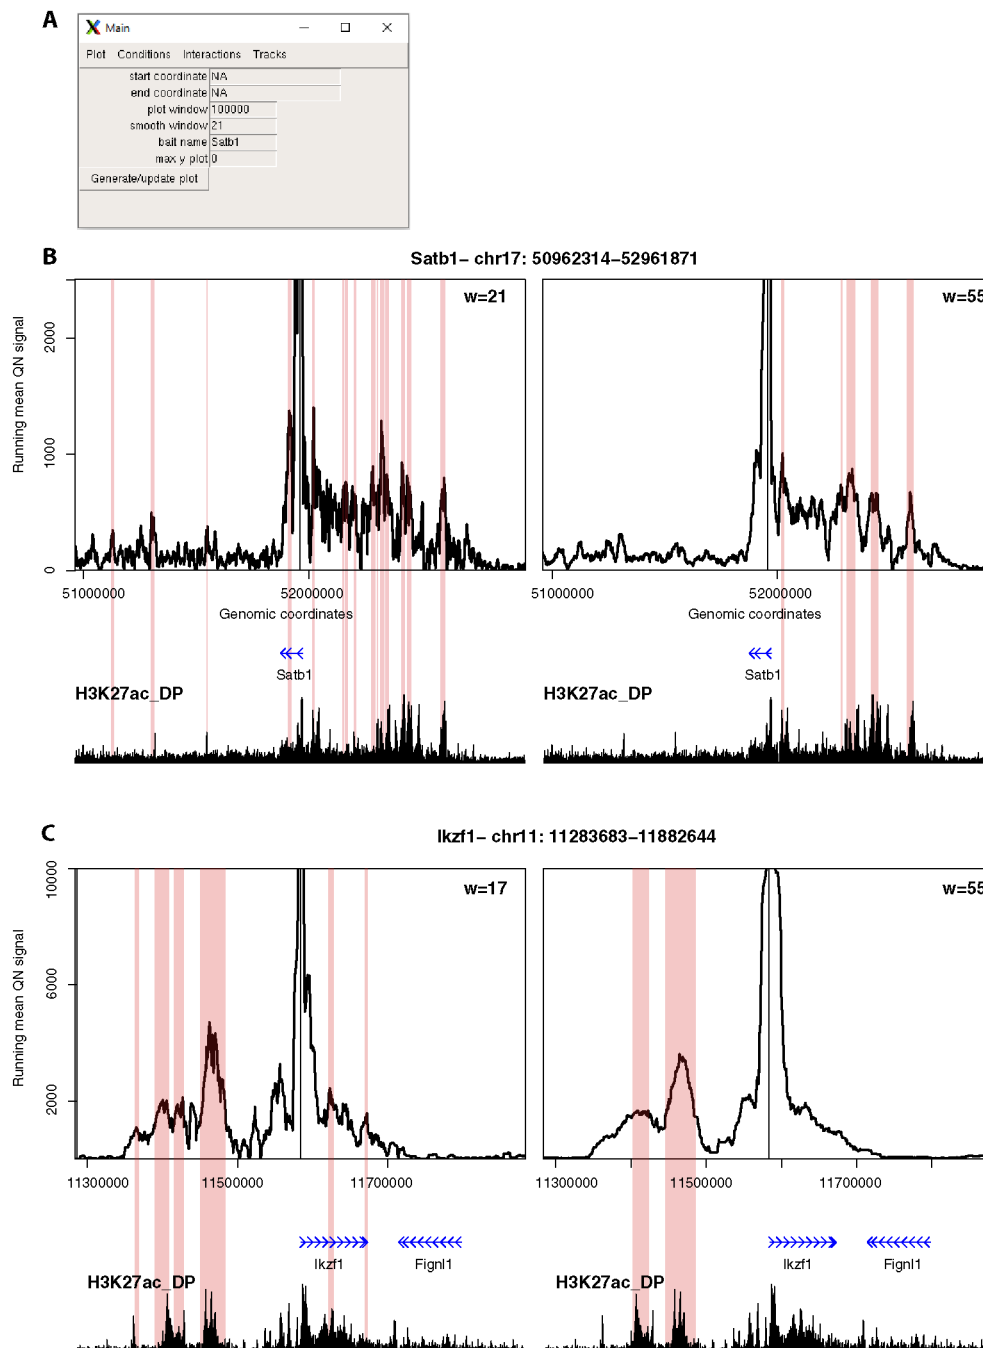 A
Main
Plot Conditions Interactions Tracks
start coordinate NA
end coordinate NA
plot window 100000
smooth window 21
bait name Satb1
max y plot 0
Generate/update plot
B
Satb1– chr17: 50962314–52961871
w=21
w=55
Running mean QN signal
2000
1000
0
51000000 52000000
51000000 52000000
Genomic coordinates
Genomic coordinates
Satb1
Satb1
H3K27ac_DP
H3K27ac_DP
C
Ikzf1– chr11: 11283683–11882644
w=17
w=55
Running mean QN signal
10000
6000
2000
11300000 11500000 11700000
11300000 11500000 11700000
Ikzf1 Fignl1
Ikzf1 Fignl1
H3K27ac_DP
H3K27ac_DP